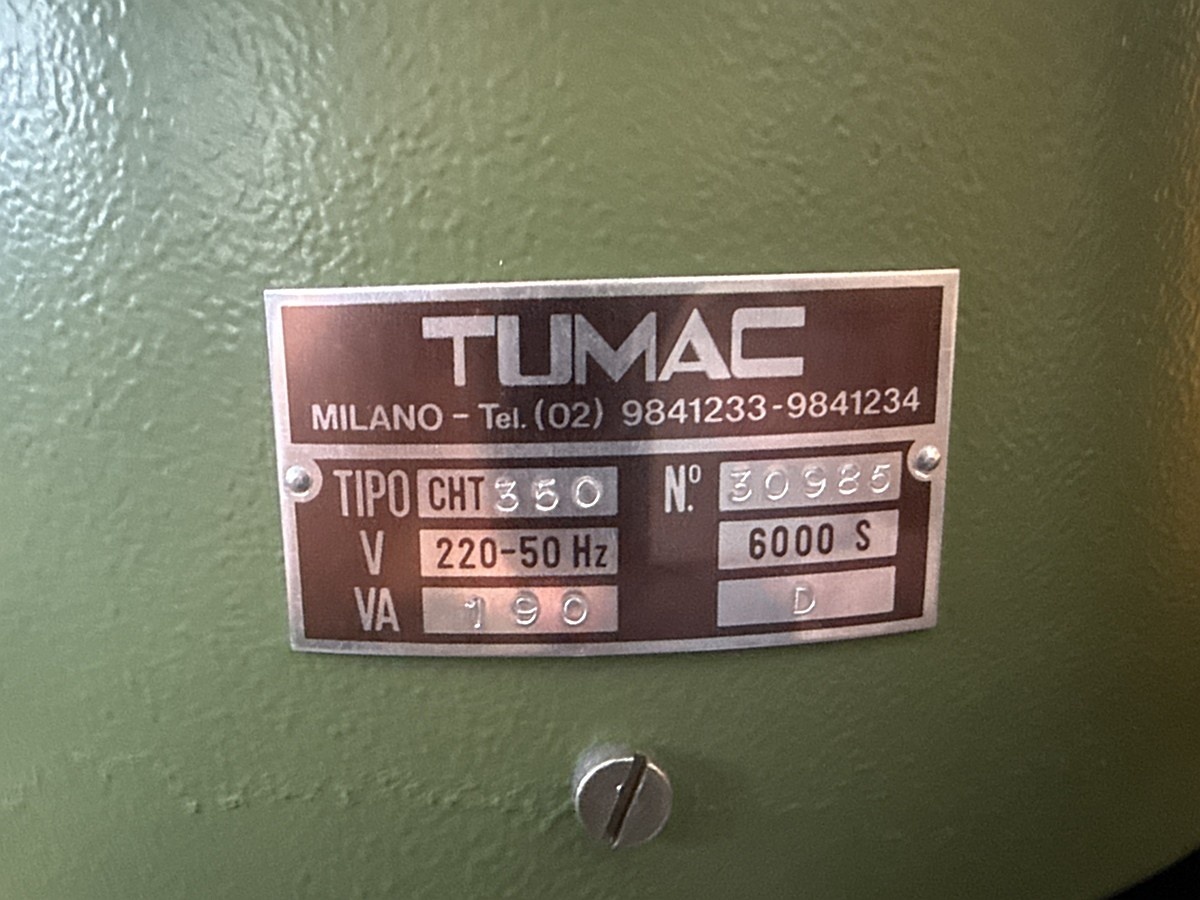 TUMAC
MILANO - Tel. (02) 9841233-9841234
TIPO CHT 350 N.º 30985
V 220-50 Hz 6000 S
VA 190 D